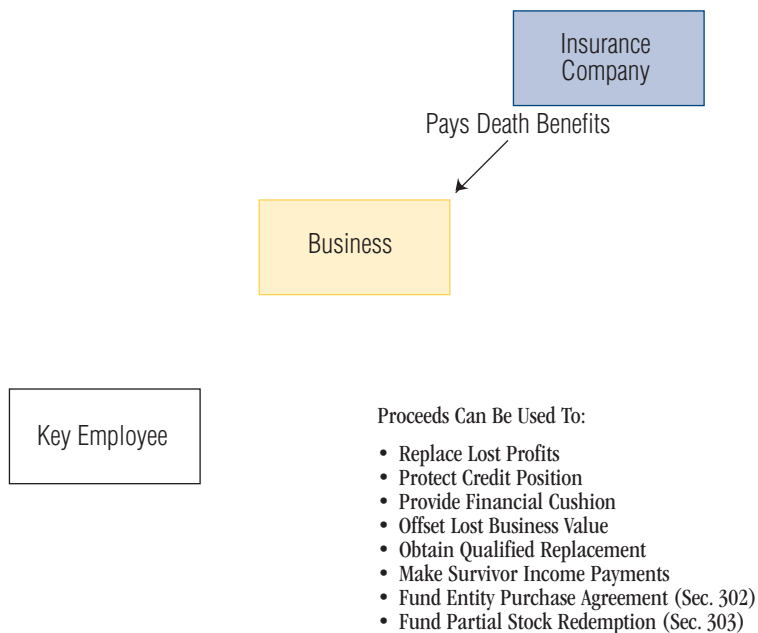 Insurance
Company
Pays Death Benefits
Business
Key Employee
Proceeds Can Be Used To:
• Replace Lost Profits
• Protect Credit Position
• Provide Financial Cushion
• Offset Lost Business Value
• Obtain Qualified Replacement
• Make Survivor Income Payments
• Fund Entity Purchase Agreement (Sec. 302)
• Fund Partial Stock Redemption (Sec. 303)